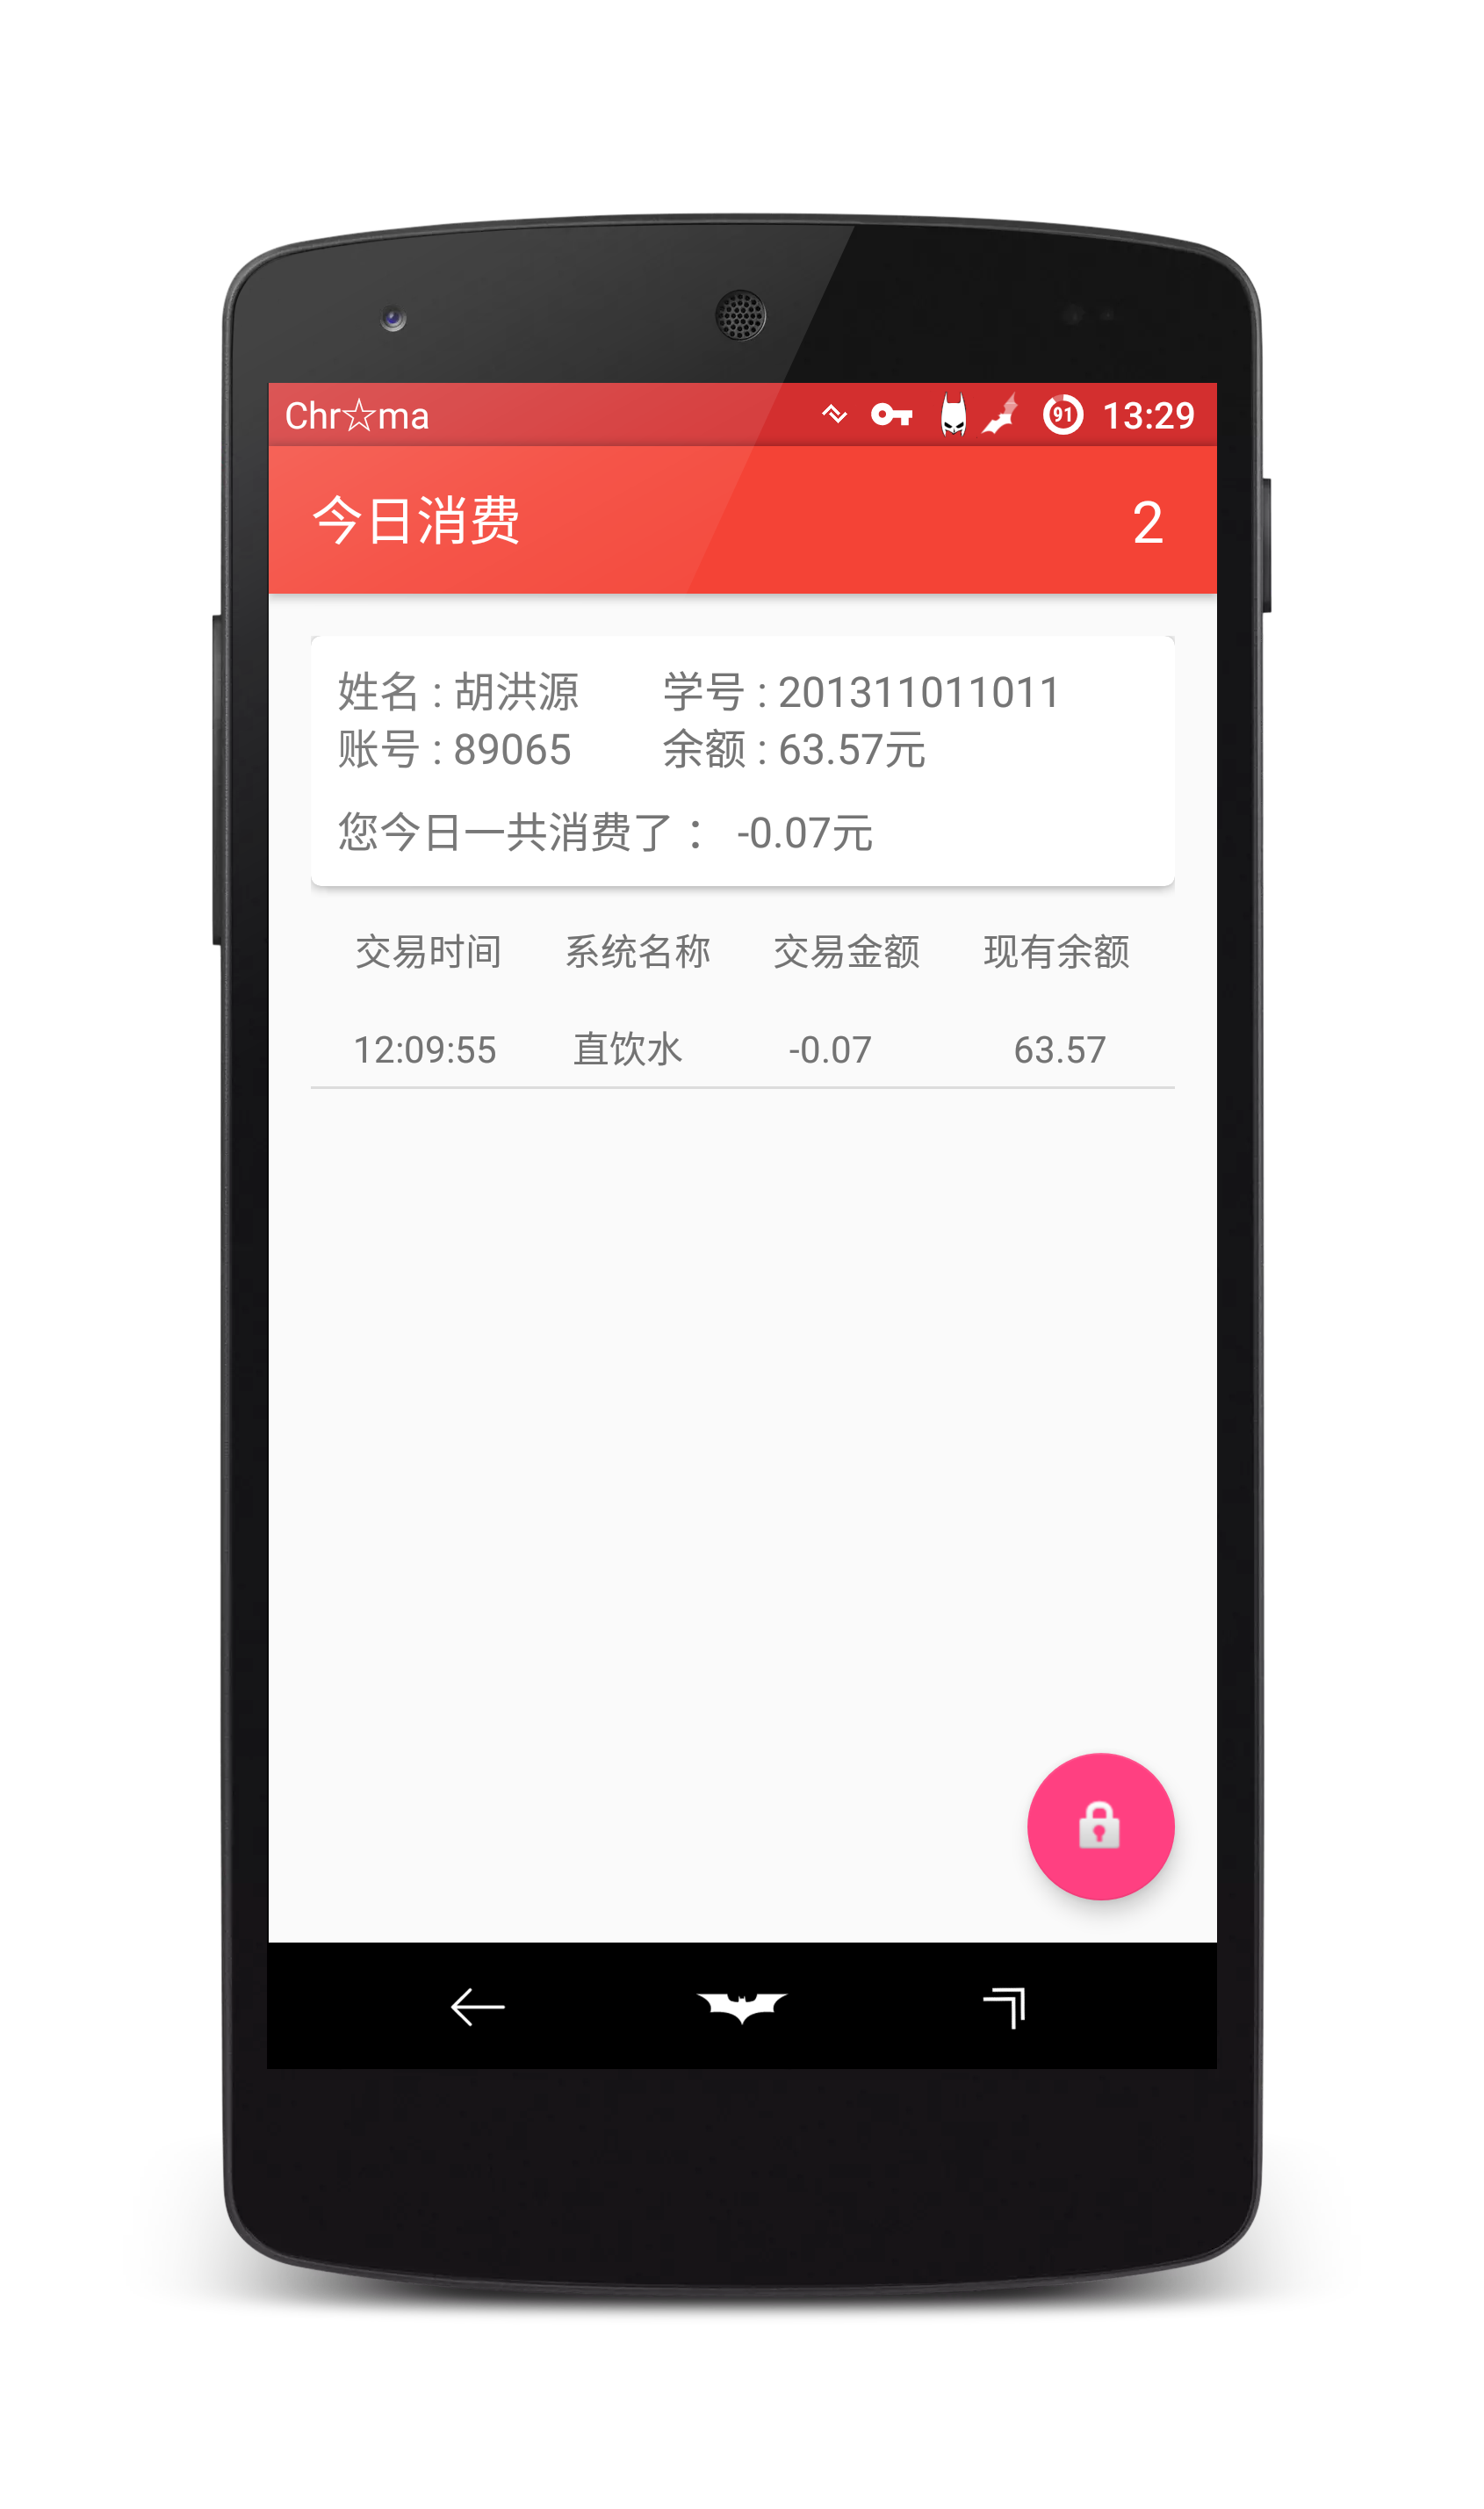 Chr☆ma 91 13:29
今日消费 2
姓名 : 胡洪源 学号 : 201311011011
账号 : 89065 余额 : 63.57元
您今日一共消费了： -0.07元
交易时间 系统名称 交易金额 现有余额
12:09:55 直饮水 -0.07 63.57